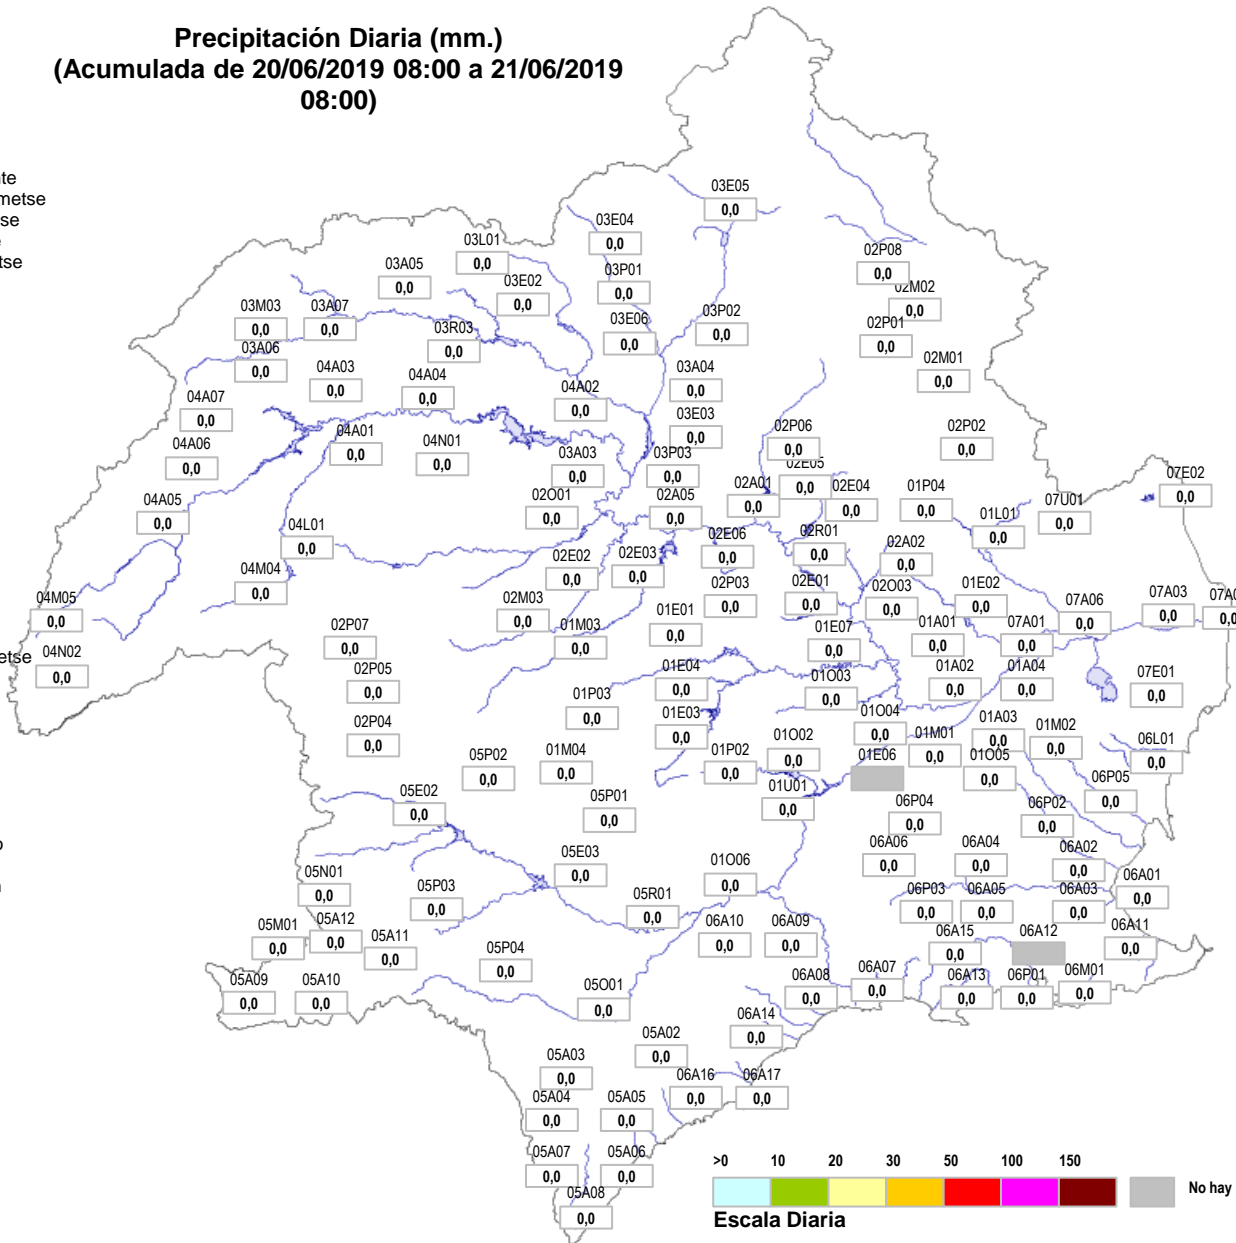 Precipitación Diaria (mm.)
(Acumulada de 20/06/2019 08:00 a 21/06/2019
08:00)
03E05
0,0
03E04
0,0
03L01
0,0
03A05
0,0
03E02
0,0
03P01
0,0
02P08
0,0
02M02
0,0
03M03
0,0
03A07
0,0
03R03
0,0
03E06
0,0
03P02
0,0
02P01
0,0
03A06
0,0
04A03
0,0
04A04
0,0
04A02
0,0
03A04
0,0
02M01
0,0
04A07
0,0
03E03
0,0
04A06
0,0
04A01
0,0
04N01
0,0
03A03
0,0
03P03
0,0
02P06
0,0
02P02
0,0
02E05
0,0
07E02
0,0
04A05
0,0
02O01
0,0
02A05
0,0
02A01
0,0
02E04
0,0
01P04
0,0
07U01
0,0
01L01
0,0
04L01
0,0
02E06
0,0
02R01
0,0
02A02
0,0
02E02
0,0
02E03
0,0
04M04
0,0
02P03
0,0
02E01
0,0
02O03
0,0
01E02
0,0
07A06
0,0
07A03
0,0
04M05
0,0
02M03
0,0
01M03
0,0
01E01
0,0
01E07
0,0
01A01
0,0
07A01
0,0
02P07
0,0
etse
04N02
0,0
02P05
0,0
01E04
0,0
01O03
0,0
01A02
0,0
01A04
0,0
07E01
0,0
01P03
0,0
02P04
0,0
01E03
0,0
01O04
0,0
01M01
0,0
01A03
0,0
01M02
0,0
06L01
0,0
05P02
0,0
01M04
0,0
01P02
0,0
01O02
0,0
01E06
01O05
0,0
06P05
0,0
05E02
0,0
05P01
0,0
01U01
0,0
06P04
0,0
06P02
0,0
05E03
0,0
01O06
0,0
06A06
0,0
06A04
0,0
06A02
0,0
05N01
0,0
05P03
0,0
05R01
0,0
06P03
0,0
06A05
0,0
06A03
0,0
06A01
0,0
05M01
0,0
05A12
0,0
05A11
0,0
06A10
0,0
06A09
0,0
06A15
0,0
06A12
06A11
0,0
05P04
0,0
05A09
0,0
05A10
0,0
05O01
0,0
06A08
0,0
06A07
0,0
06A13
0,0
06P01
0,0
06M01
0,0
06A14
0,0
05A02
0,0
05A03
0,0
06A16
0,0
06A17
0,0
05A04
0,0
05A05
0,0
05A07
0,0
05A06
0,0
05A08
0,0
>0 10 20 30 50 100 150
No hay
Escala Diaria